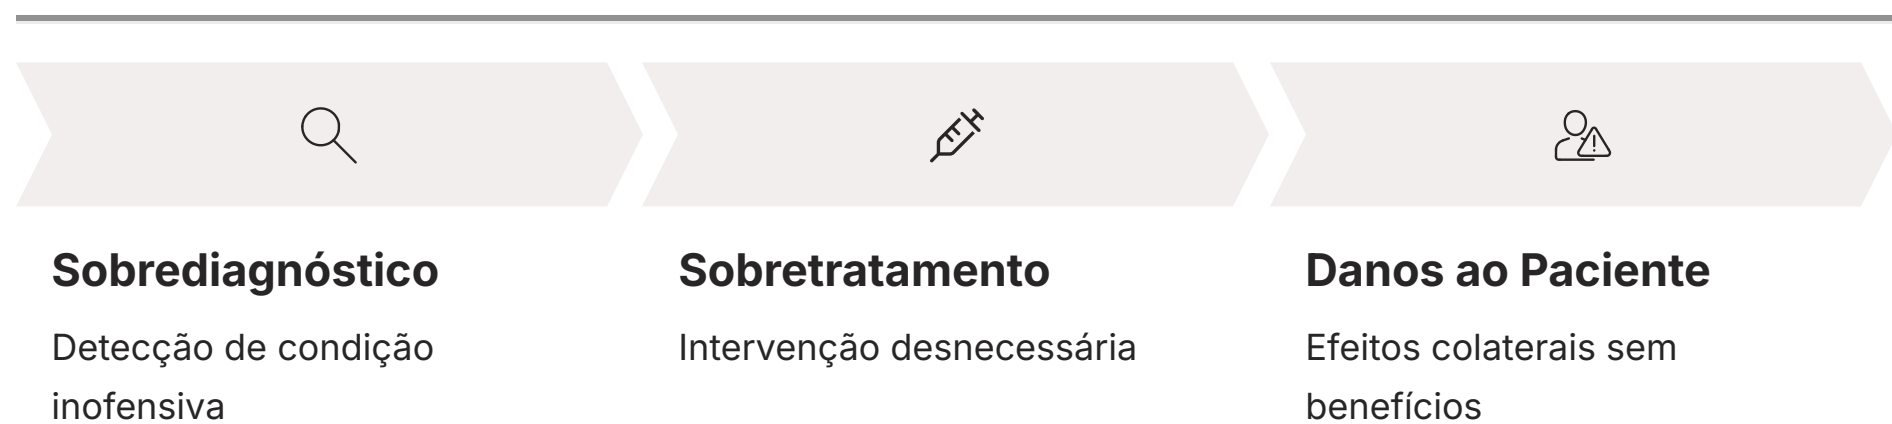 Sobrediagnóstico
Detecção de condição
inofensiva
Sobretratamento
Intervenção desnecessária
Danos ao Paciente
Efeitos colaterais sem
benefícios